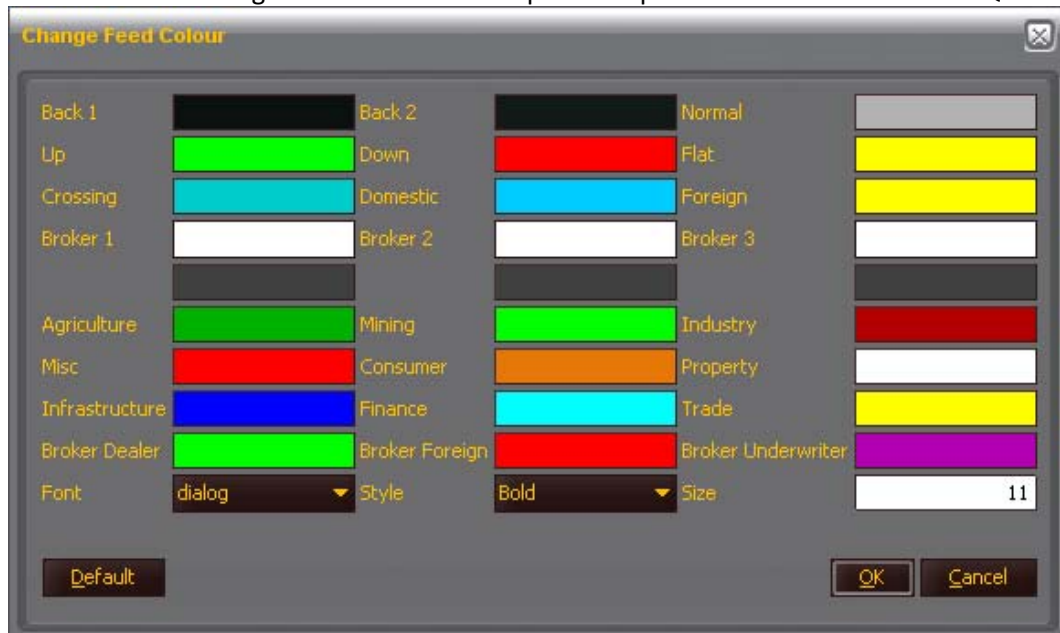 Change Feed Colour
Back 1 Back 2 Normal
Up Down Flat
Crossing Domestic Foreign
Broker 1 Broker 2 Broker 3
Agriculture Mining Industry
Misc Consumer Property
Infrastructure Finance Trade
Broker Dealer Broker Foreign Broker Underwriter
Font dialog Style Bold Size 11
Default OK Cancel